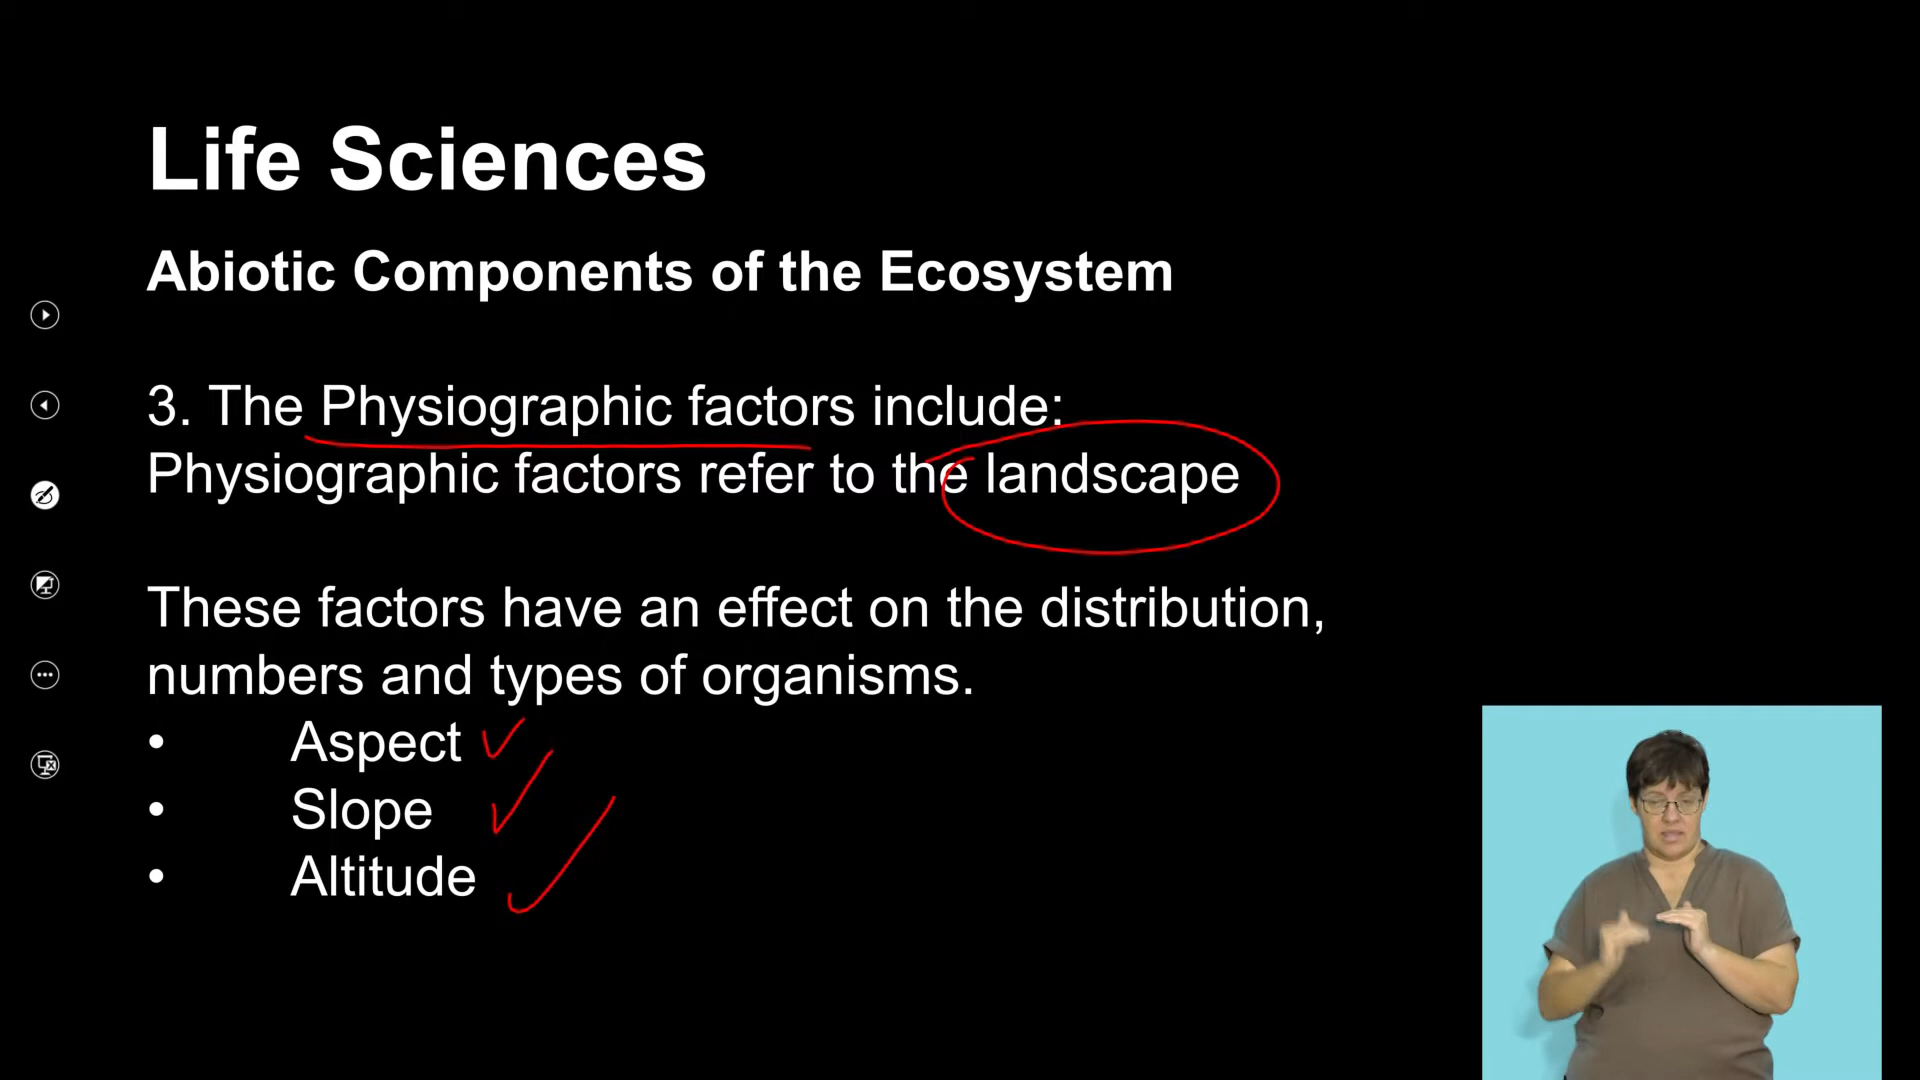 Life Sciences
Abiotic Components of the Ecosystem
3. The Physiographic factors include:
Physiographic factors refer to the landscape
These factors have an effect on the distribution,
numbers and types of organisms.
• Aspect
• Slope
• Altitude